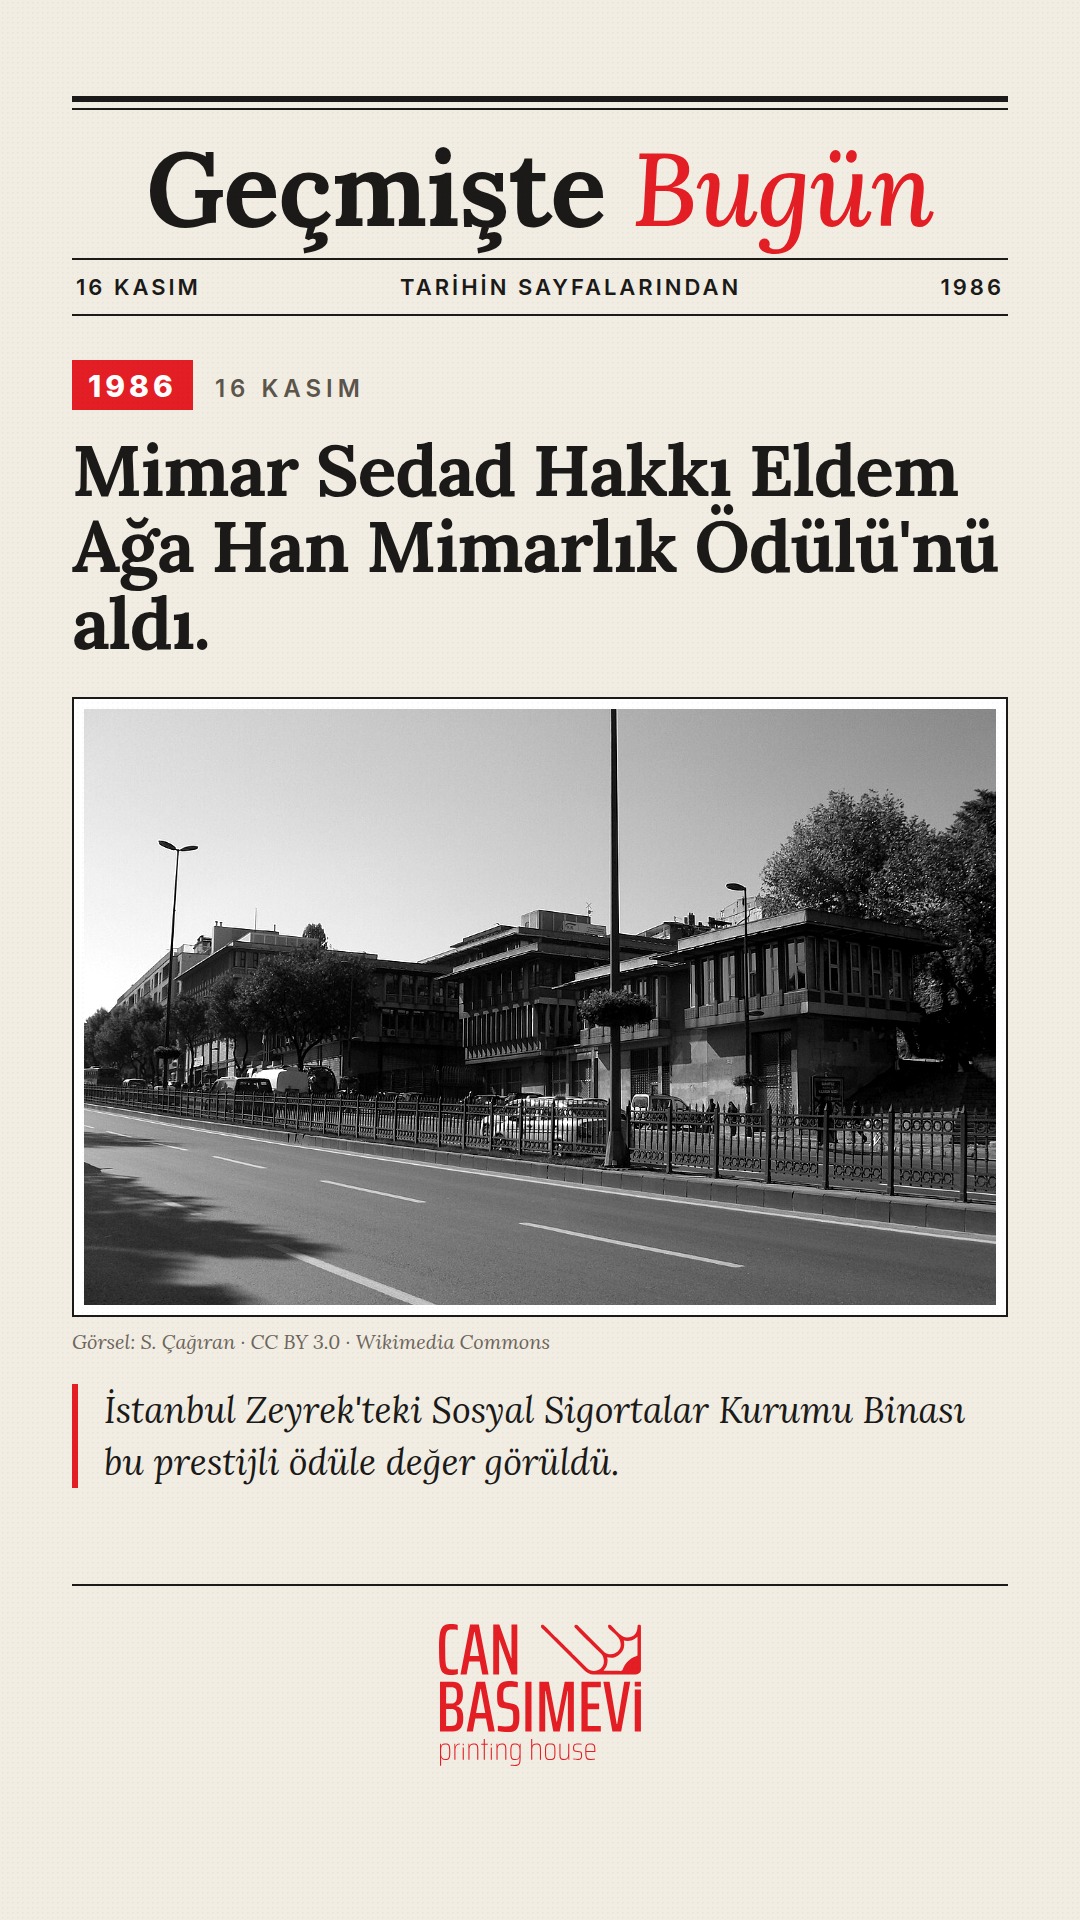 Geçmişte Bugün
16 KASIM TARİHİN SAYFALARINDAN 1986
1986 16 KASIM
Mimar Sedad Hakkı Eldem
Ağa Han Mimarlık Ödülü'nü
aldı.
Görsel: S. Çağıran · CC BY 3.0 · Wikimedia Commons
İstanbul Zeyrek'teki Sosyal Sigortalar Kurumu Binası
bu prestijli ödüle değer görüldü.
CAN
BASIMEVİ
printing house